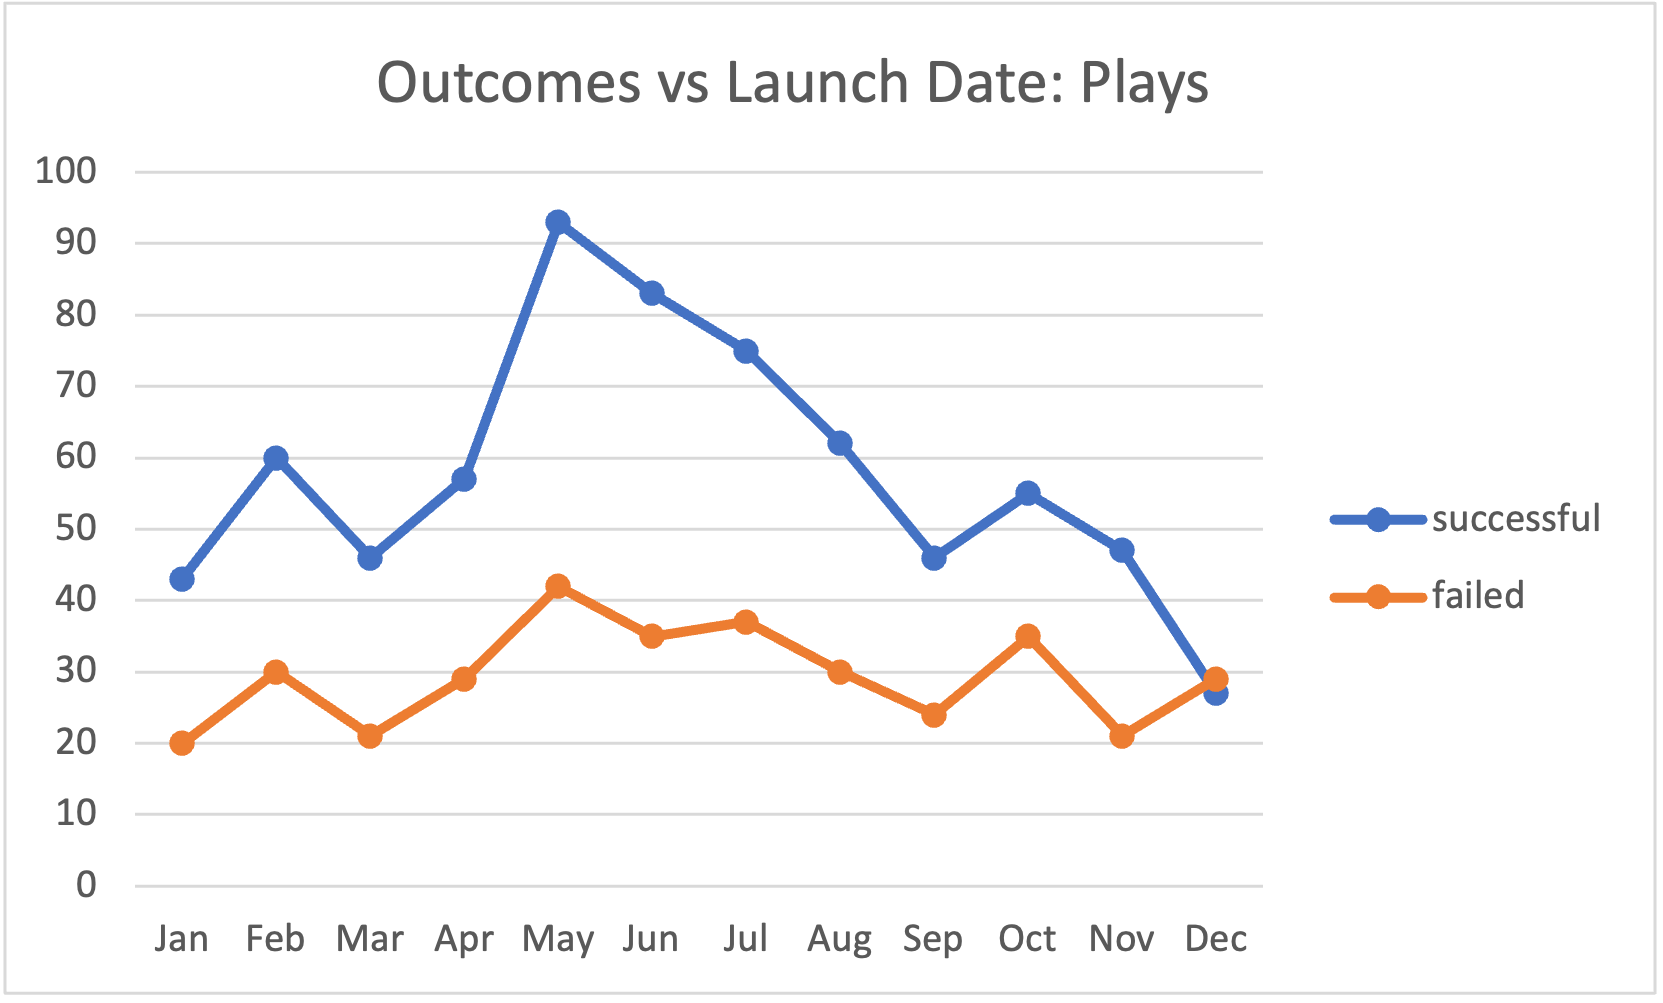 Outcomes vs Launch Date: Plays
100
90
80
70
60
50
40
30
20
10
0
Jan Feb Mar Apr May Jun Jul Aug Sep Oct Nov Dec
successful
failed